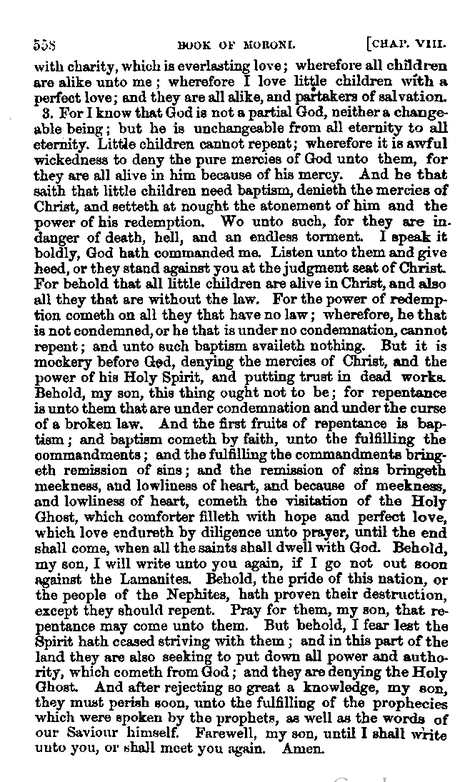 558 BOOK OF MORONI. [CHAP. VIII.
with charity, which is everlasting love; wherefore all children
are alike unto me; wherefore I love little children with a
perfect love; and they are all alike, and partakers of salvation.
3. For I know that God is not a partial God, neither a change-
able being; but he is unchangeable from all eternity to all
eternity. Little children cannot repent; wherefore it is awful
wickedness to deny the pure mercies of God unto them, for
they are all alive in him because of his mercy. And he that
saith that little children need baptism, denieth the mercies of
Christ, and setteth at nought the atonement of him and the
power of his redemption. Wo unto such, for they are in
danger of death, hell, and an endless torment. I speak it
boldly, God hath commanded me. Listen unto them and give
heed, or they stand against you at the judgment seat of Christ.
For behold that all little children are alive in Christ, and also
all they that are without the law. For the power of redemp-
tion cometh on all they that have no law; wherefore, he that
is not condemned, or he that is under no condemnation, cannot
repent; and unto such baptism availeth nothing. But it is
mockery before God, denying the mercies of Christ, and the
power of his Holy Spirit, and putting trust in dead works.
Behold, my son, this thing ought not to be; for repentance
is unto them that are under condemnation and under the curse
of a broken law. And the first fruits of repentance is bap-
tism; and baptism cometh by faith, unto the fulfilling the
commandments; and the fulfilling the commandments bring-
eth remission of sins; and the remission of sins bringeth
meekness, and lowliness of heart, and because of meekness,
and lowliness of heart, cometh the visitation of the Holy
Ghost, which comforter filleth with hope and perfect love,
which love endureth by diligence unto prayer, until the end
shall come, when all the saints shall dwell with God. Behold,
my son, I will write unto you again, if I go not out soon
against the Lamanites. Behold, the pride of this nation, or
the people of the Nephites, hath proven their destruction,
except they should repent. Pray for them, my son, that re-
pentance may come unto them. But behold, I fear lest the
Spirit hath ceased striving with them; and in this part of the
land they are also seeking to put down all power and autho-
rity, which cometh from God; and they are denying the Holy
Ghost. And after rejecting so great a knowledge, my son,
they must perish soon, unto the fulfilling of the prophecies
which were spoken by the prophets, as well as the words of
our Saviour himself. Farewell, my son, until I shall write
unto you, or shall meet you again. Amen.